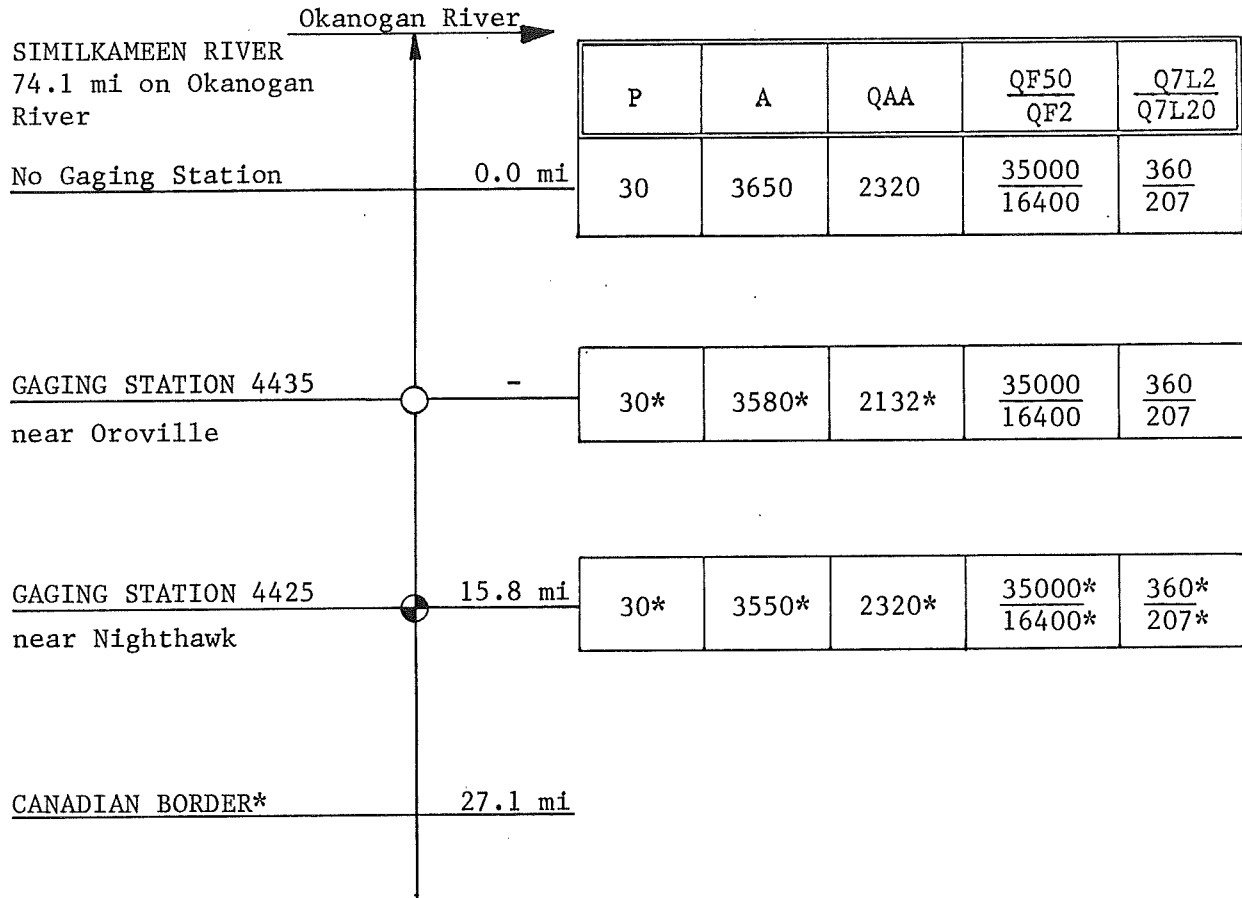 Okanogan River
SIMILKAMEEN RIVER
74.1 mi on Okanogan
River
P A QAA QF50 Q7L2
QF2 Q7L20
No Gaging Station 0.0 mi 30 3650 2320 35000 360
16400 207
GAGING STATION 4435 - 30* 3580* 2132* 35000 360
16400 207
near Oroville
GAGING STATION 4425 15.8 mi 30* 3550* 2320* 35000* 360*
16400* 207*
near Nighthawk
CANADIAN BORDER* 27.1 mi